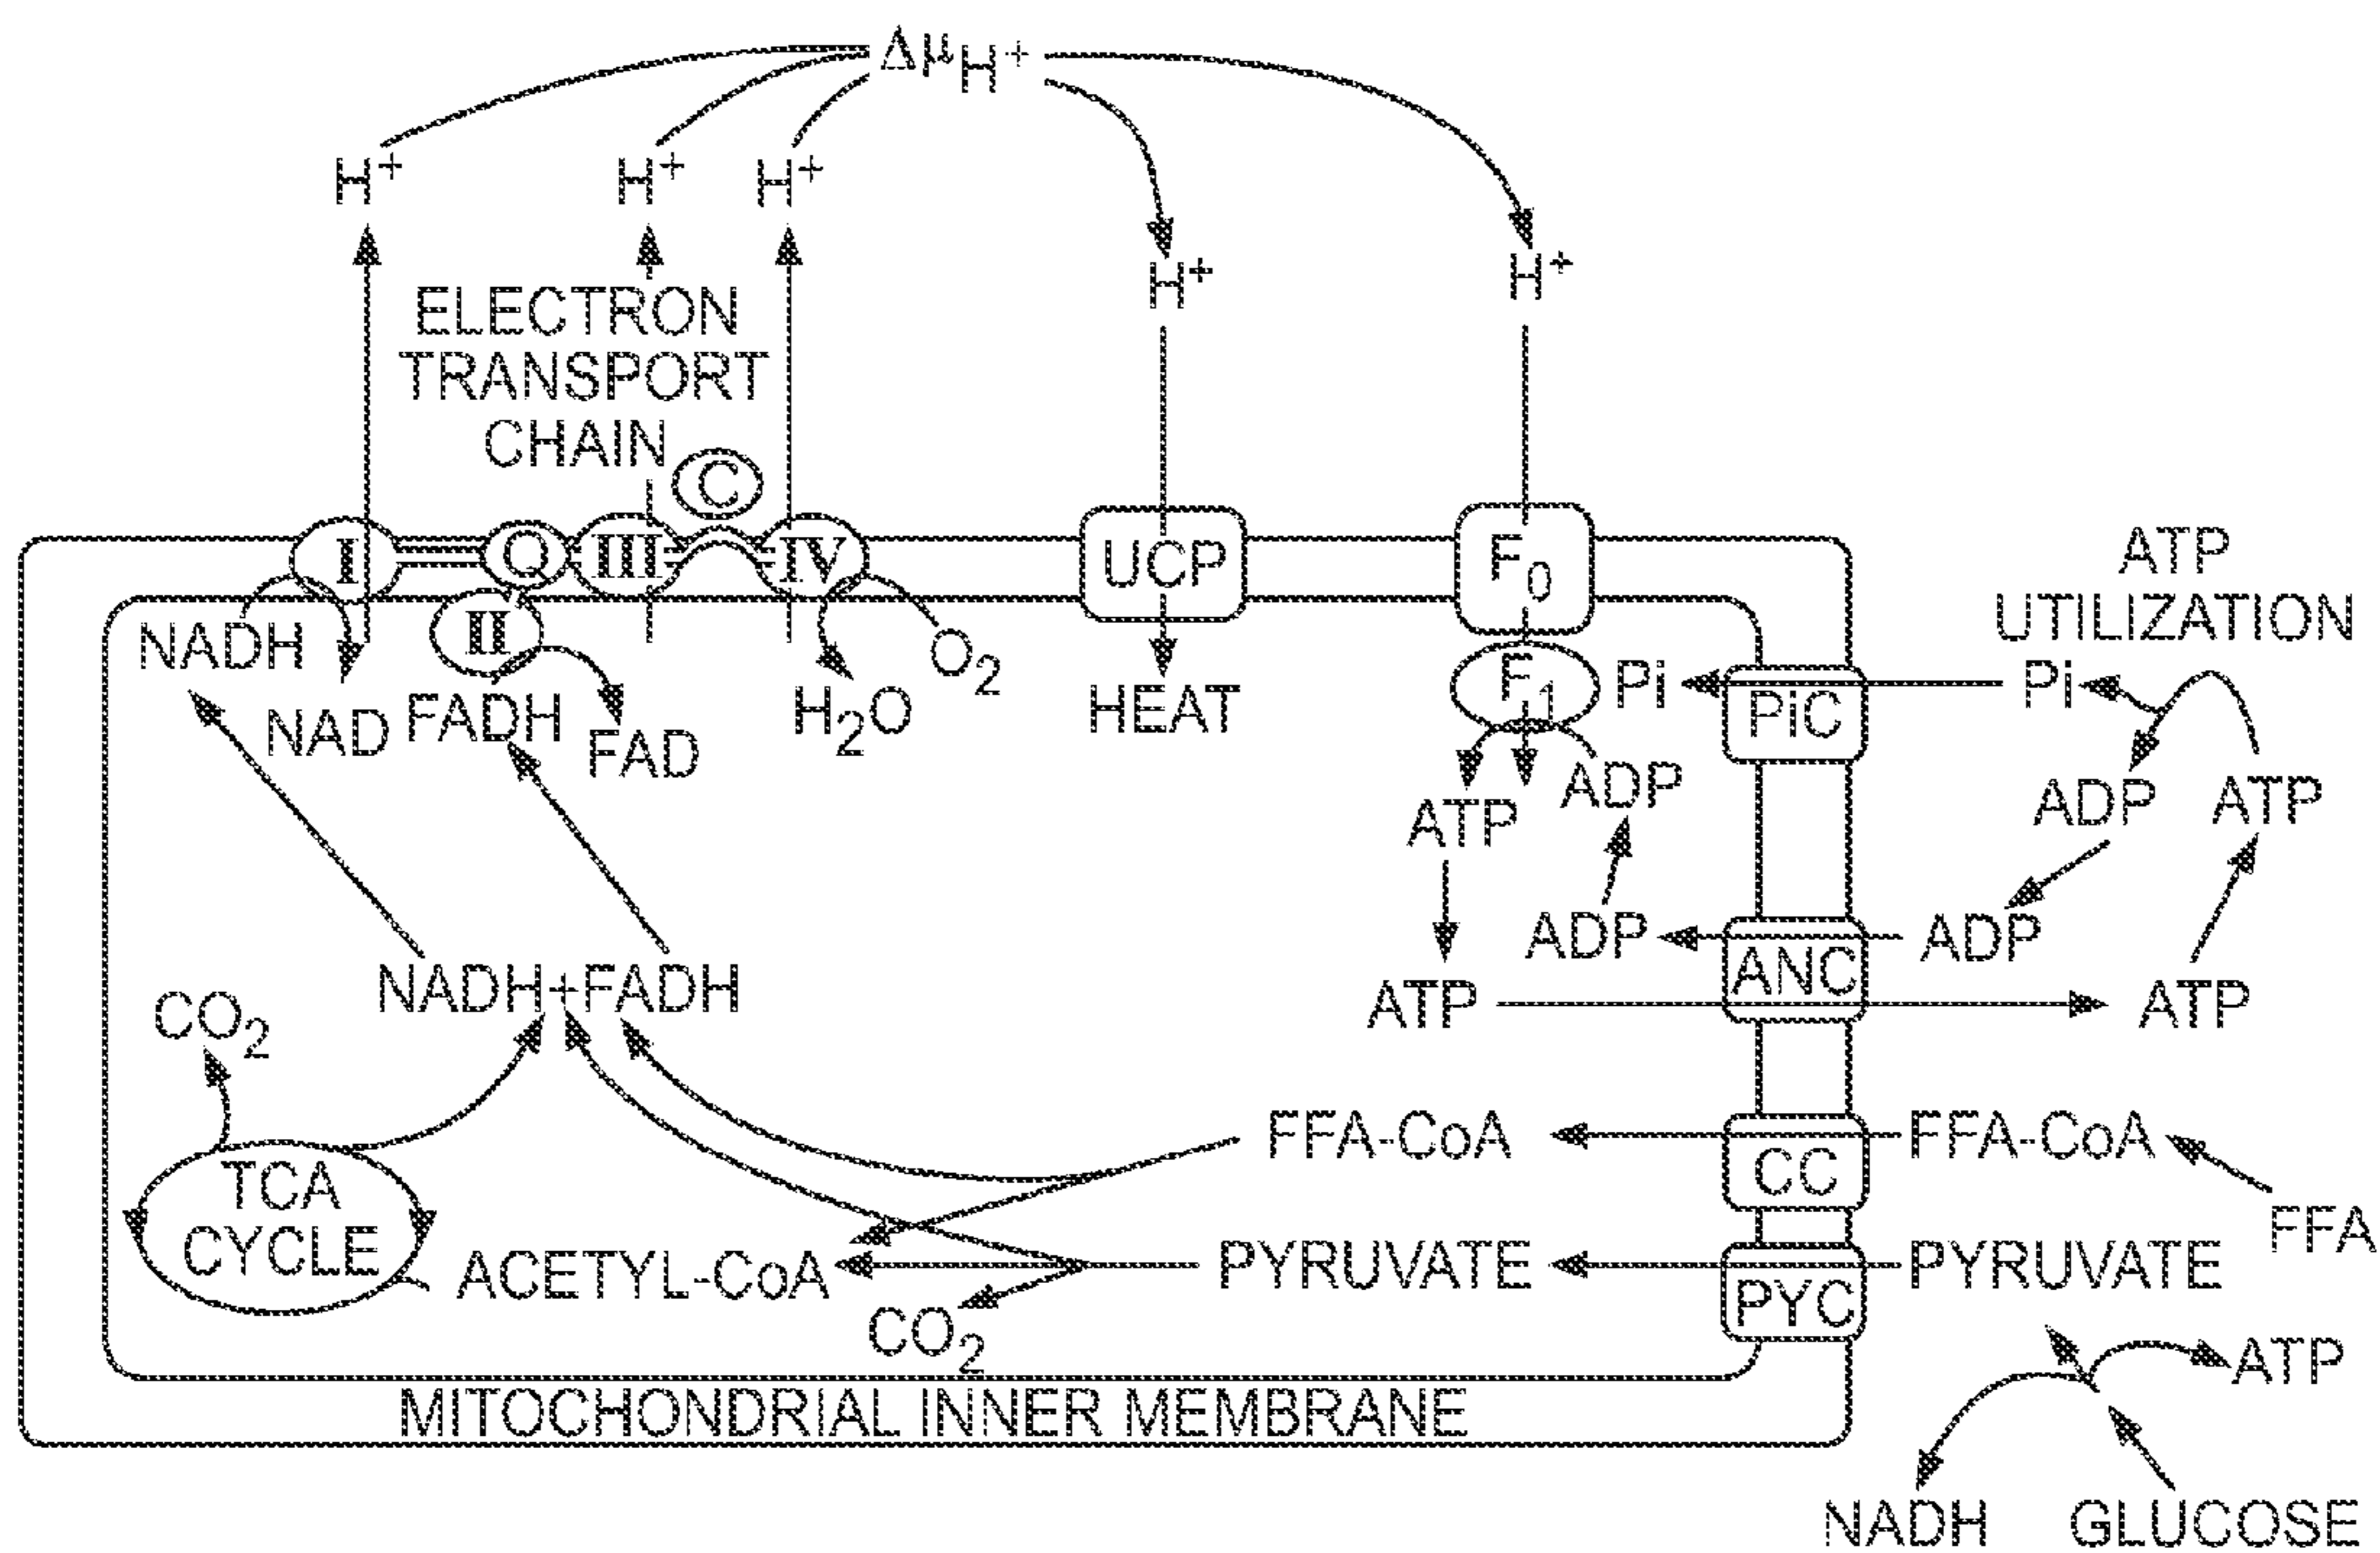 ΔμH+
H+
H+
H+
H+
H+
ELECTRON
TRANSPORT
CHAIN
C
I
Q
III
IV
UCP
F0
ATP
UTILIZATION
NADH
II
O2
F1
Pi
PiC
Pi
NAD
FADH
FAD
H2O
HEAT
ATP
ADP
ADP
ATP
ADP
ANC
ADP
NADH+FADH
CO2
ATP
ATP
FFA-CoA
CC
FFA-CoA
TCA
CYCLE
FFA
ACETYL-CoA
PYRUVATE
PYC
PYRUVATE
CO2
ATP
MITOCHONDRIAL INNER MEMBRANE
NADH
GLUCOSE